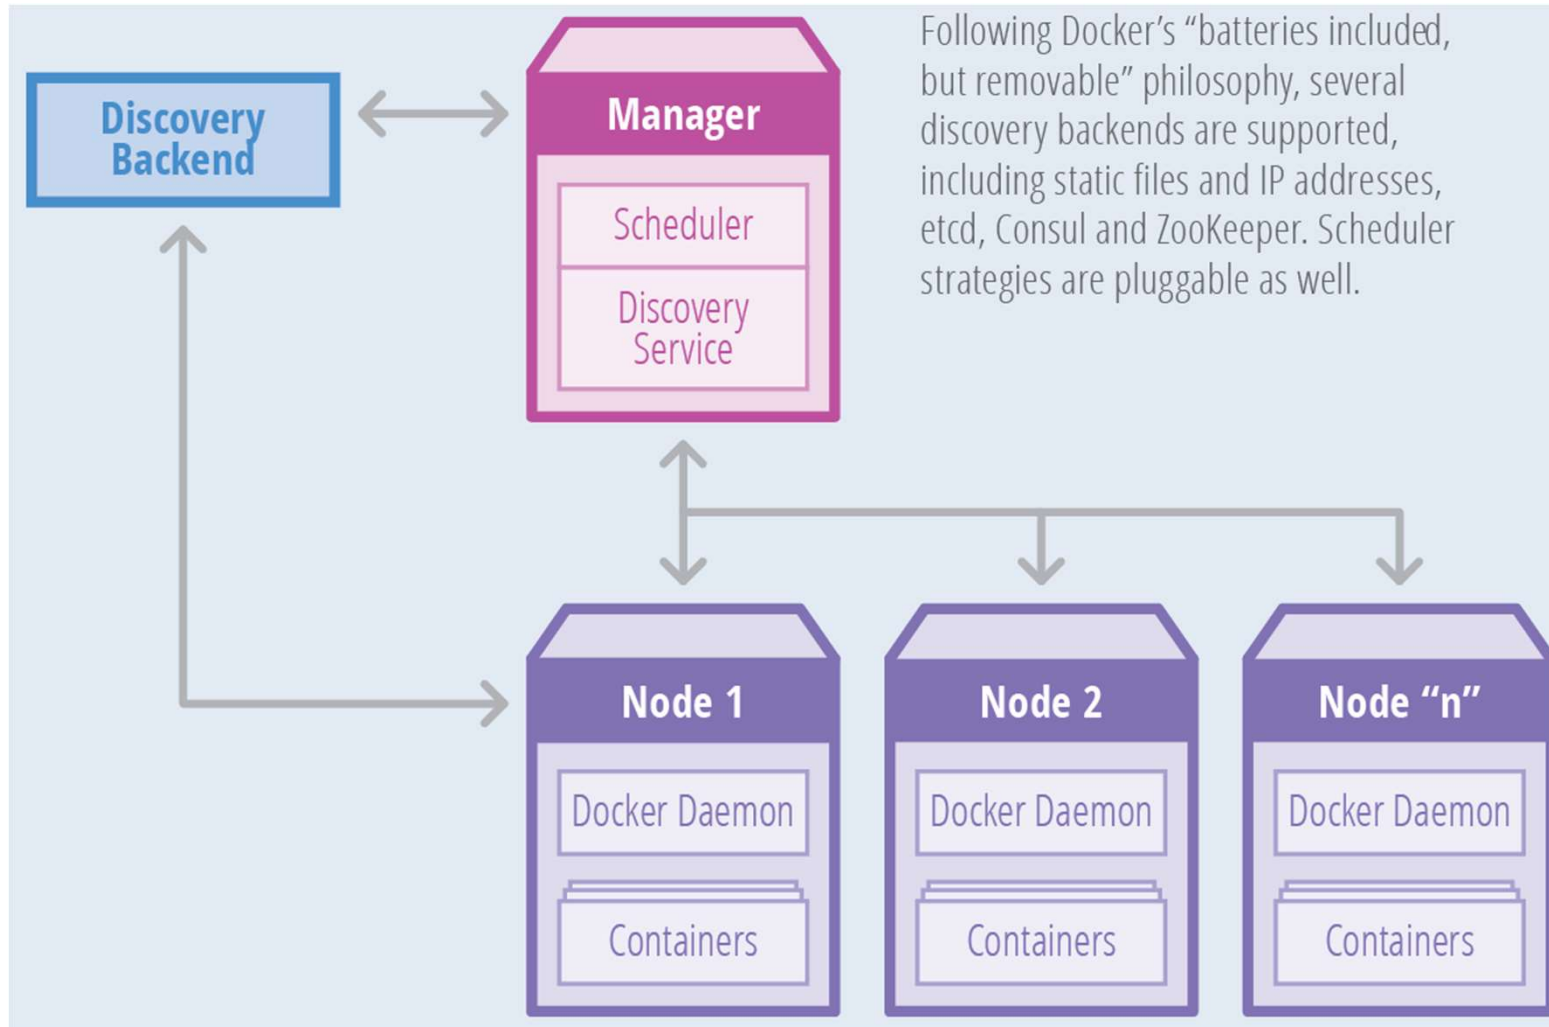 Following Docker’s “batteries included,
but removable” philosophy, several
discovery backends are supported,
including static files and IP addresses,
etcd, Consul and ZooKeeper. Scheduler
strategies are pluggable as well.
Discovery
Backend
Manager
Scheduler
Discovery
Service
Node 1
Docker Daemon
Containers
Node 2
Docker Daemon
Containers
Node “n”
Docker Daemon
Containers